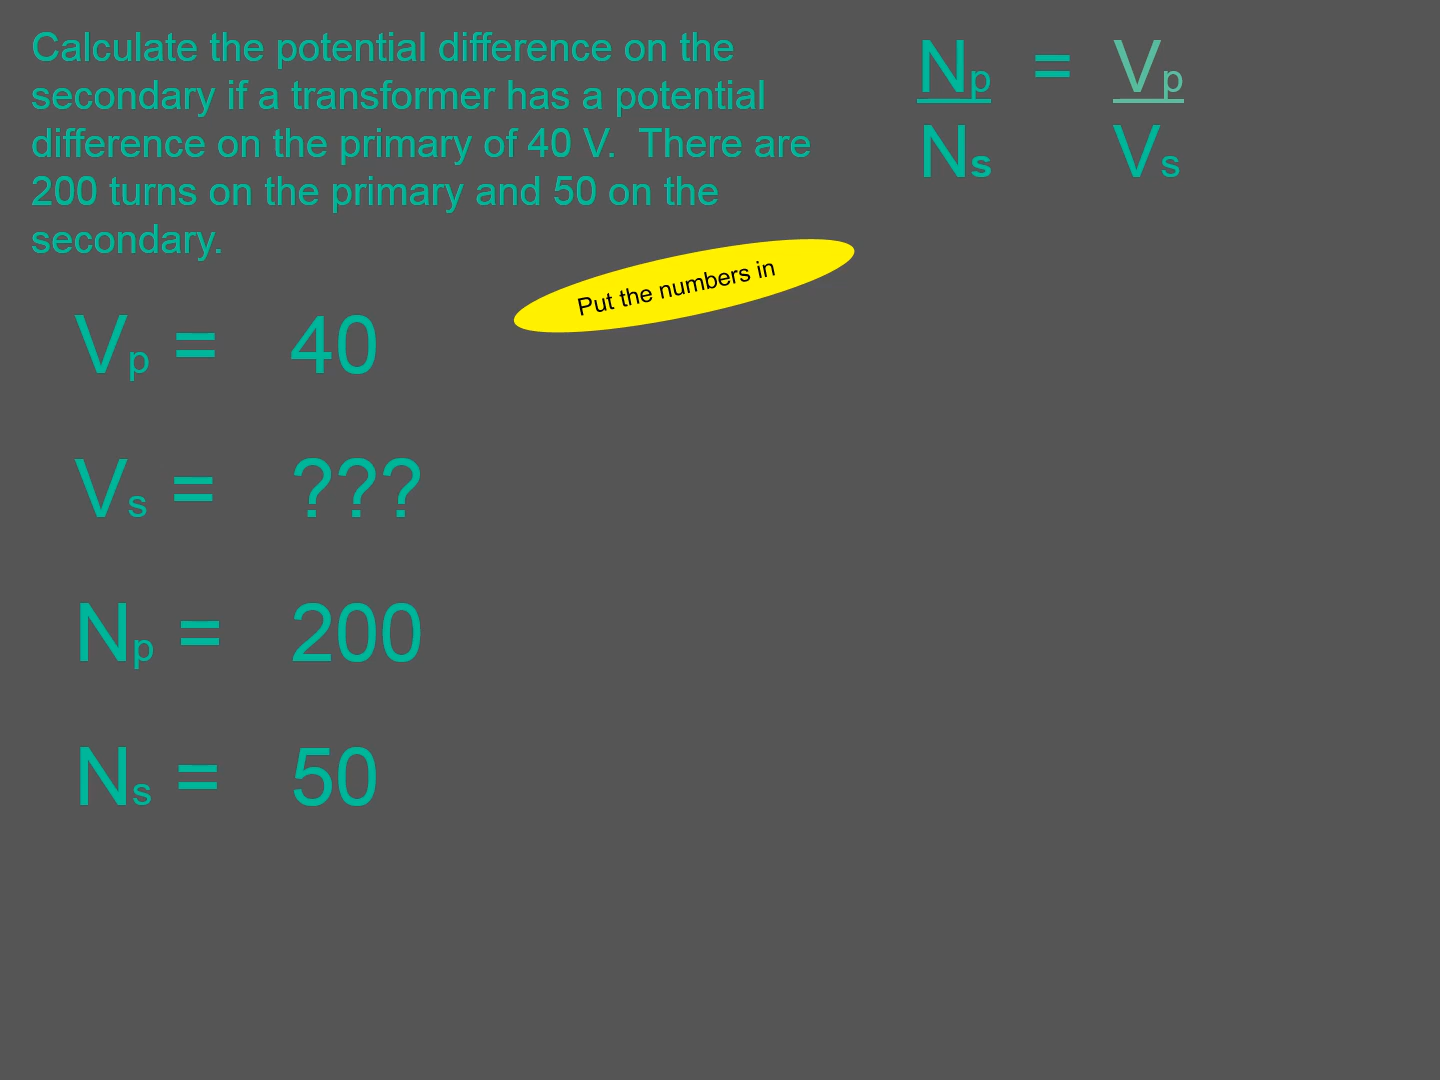 Calculate the potential difference on the
secondary if a transformer has a potential
difference on the primary of 40 V.  There are
200 turns on the primary and 50 on the
secondary.
Np = Vp
Ns Vs
Put the numbers in
Vp = 40
Vs = ???
Np = 200
Ns = 50